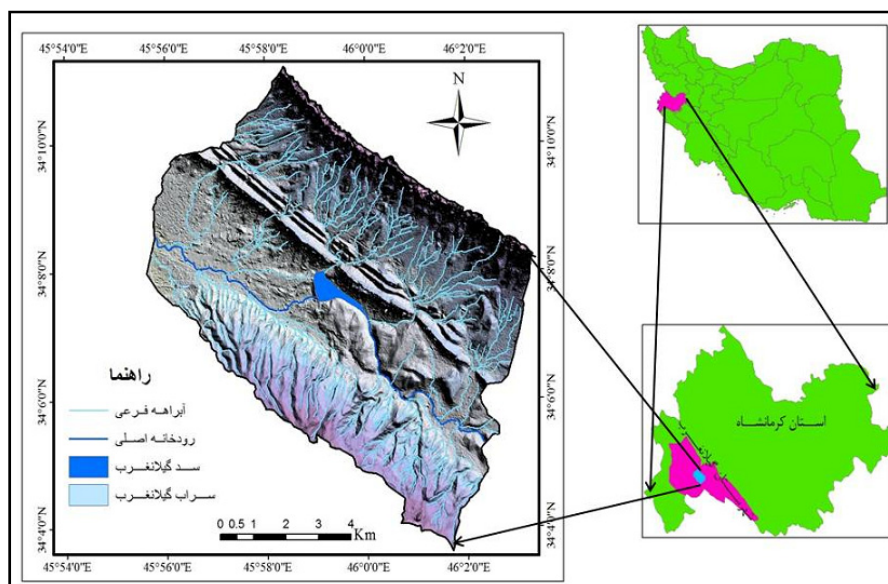 45°54'0"E 45°56'0"E 45°58'0"E 46°0'0"E 46°2'0"E
N
34°10'0"N 34°10'0"N
34°8'0"N 34°8'0"N
34°6'0"N 34°6'0"N
34°4'0"N 34°4'0"N
راهنما
آبراهه فرعی
رودخانه اصلی
سد گیلانغرب
سراب گیلانغرب
0 0.5 1 2 3 4
Km
45°54'0"E 45°56'0"E 45°58'0"E 46°0'0"E 46°2'0"E
استان کرمانشاه